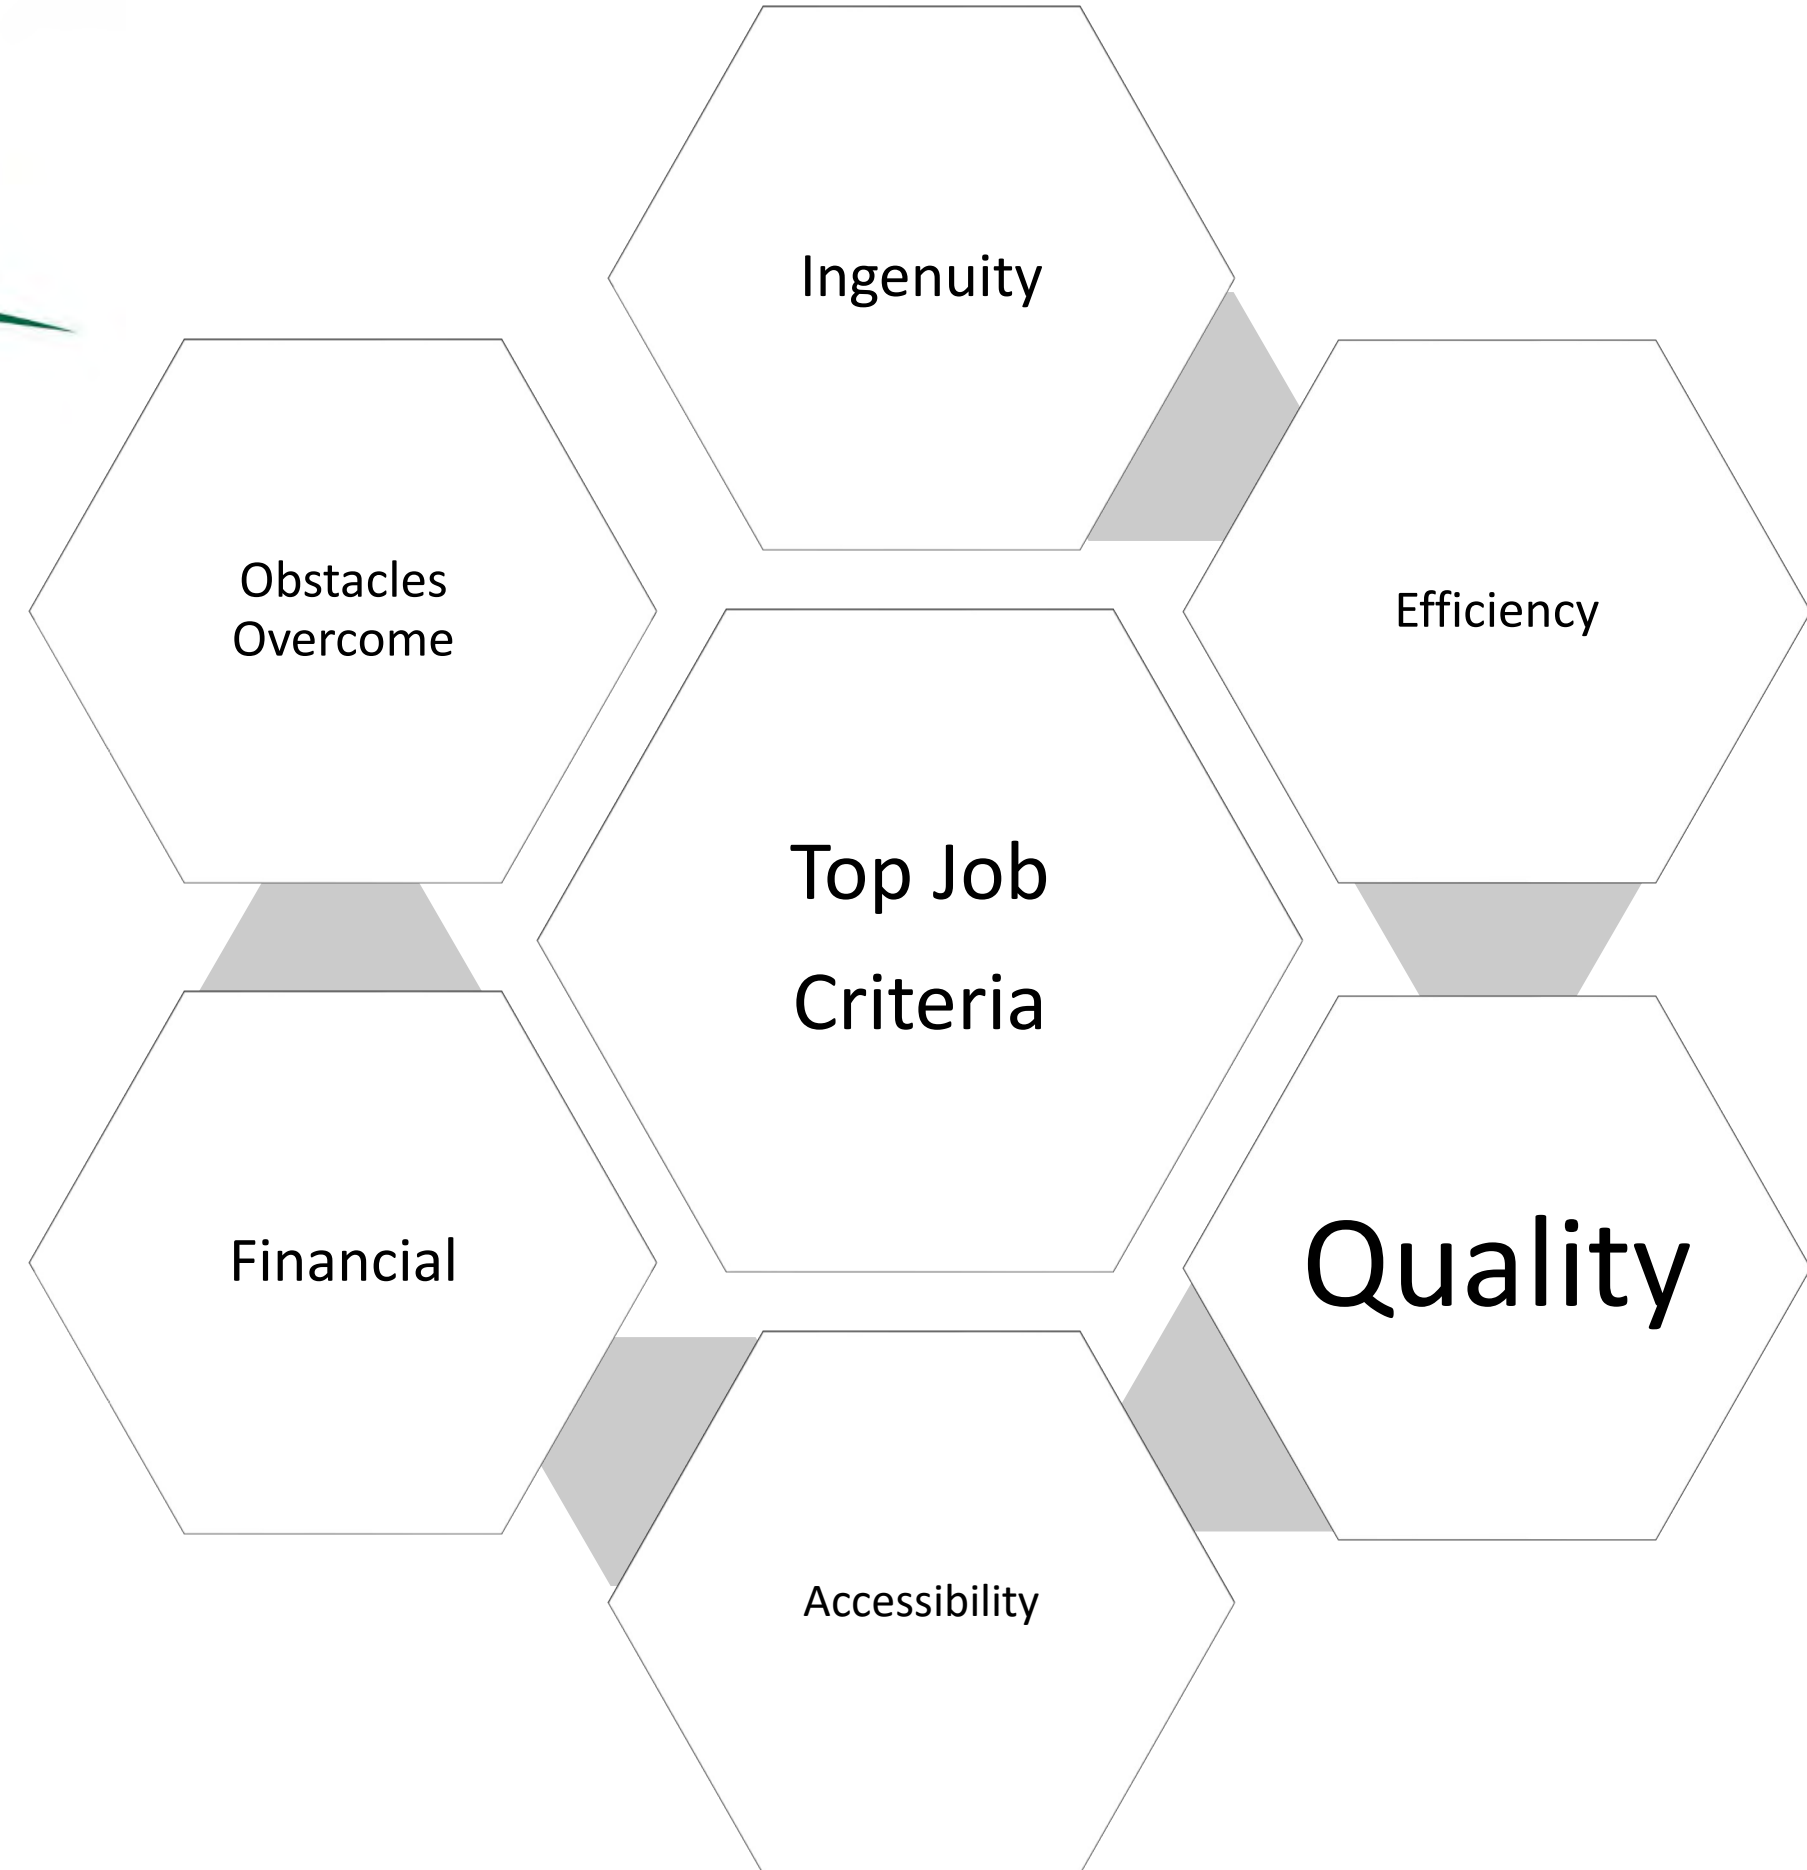 Ingenuity
Obstacles
Overcome
Efficiency
Top Job
Criteria
Financial
Quality
Accessibility